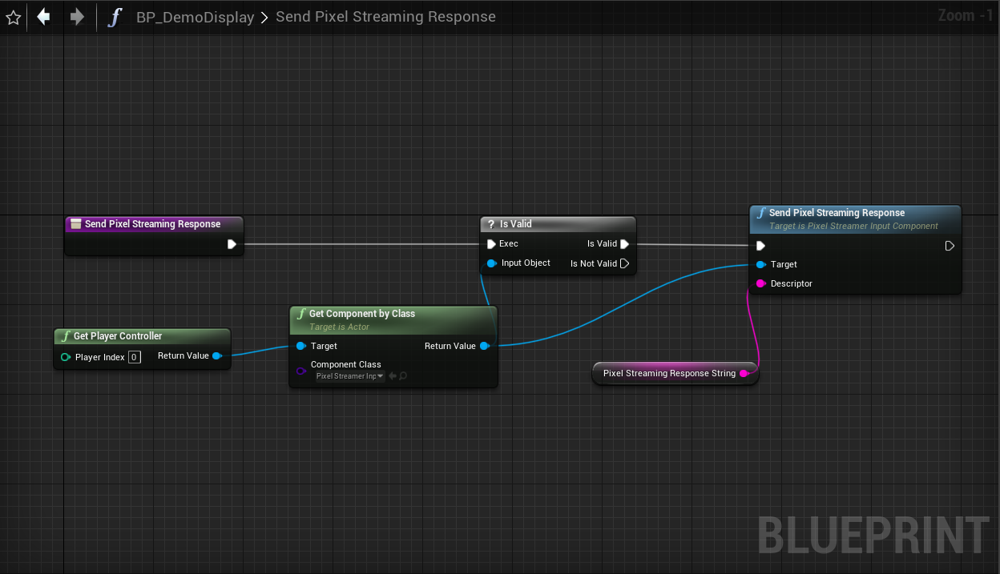 BP_DemoDisplay > Send Pixel Streaming Response
Zoom -1
Send Pixel Streaming Response
? Is Valid
Exec
Is Valid
Input Object
Is Not Valid
f Send Pixel Streaming Response
Target is Pixel Streamer Input Component
Target
Descriptor
f Get Component by Class
Target is Actor
Target
Return Value
Component Class
Pixel Streamer Inp
f Get Player Controller
Player Index 0
Return Value
Pixel Streaming Response String
BLUEPRINT